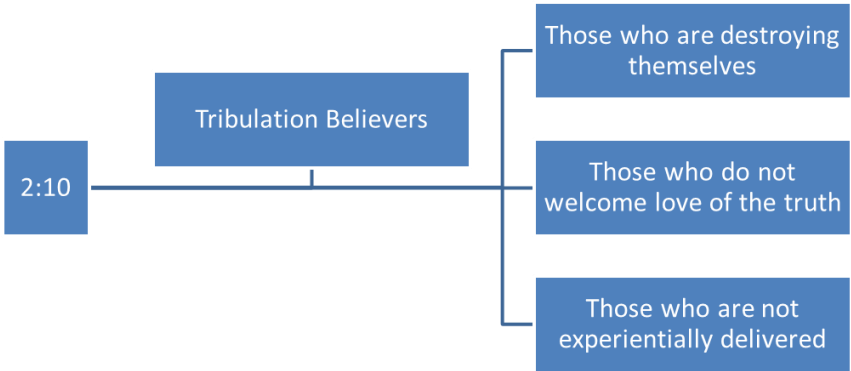 2:10
Tribulation Believers
Those who are destroying
themselves
Those who do not
welcome love of the truth
Those who are not
experientially delivered